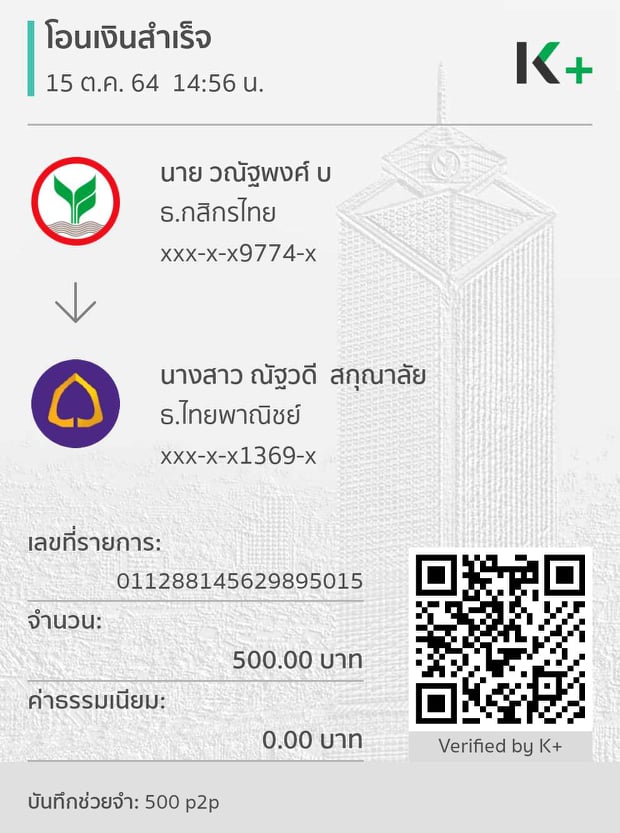 โอนเงินสำเร็จ
15 ต.ค. 64 14:56 น.
K+
นาย วณัฐพงศ์ บ
ธ.กสิกรไทย
xxx-x-x9774-x
นางสาว ณัฐวดี สกุณาลัย
ธ.ไทยพาณิชย์
xxx-x-x1369-x
เลขที่รายการ:
011288145629895015
จำนวน:
500.00 บาท
ค่าธรรมเนียม:
0.00 บาท
Verified by K+
บันทึกช่วยจำ: 500 p2p